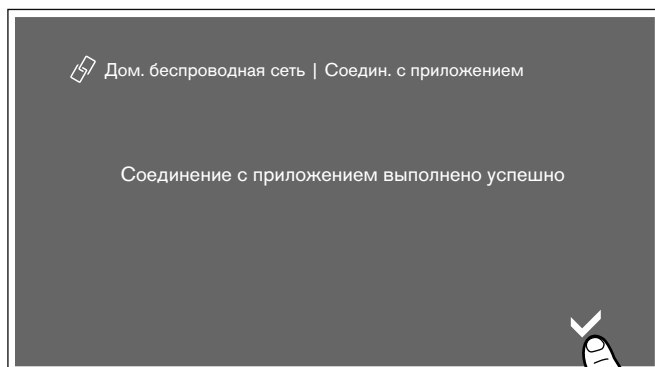 Дом. беспроводная сеть | Соедин. с приложением
Соединение с приложением выполнено успешно